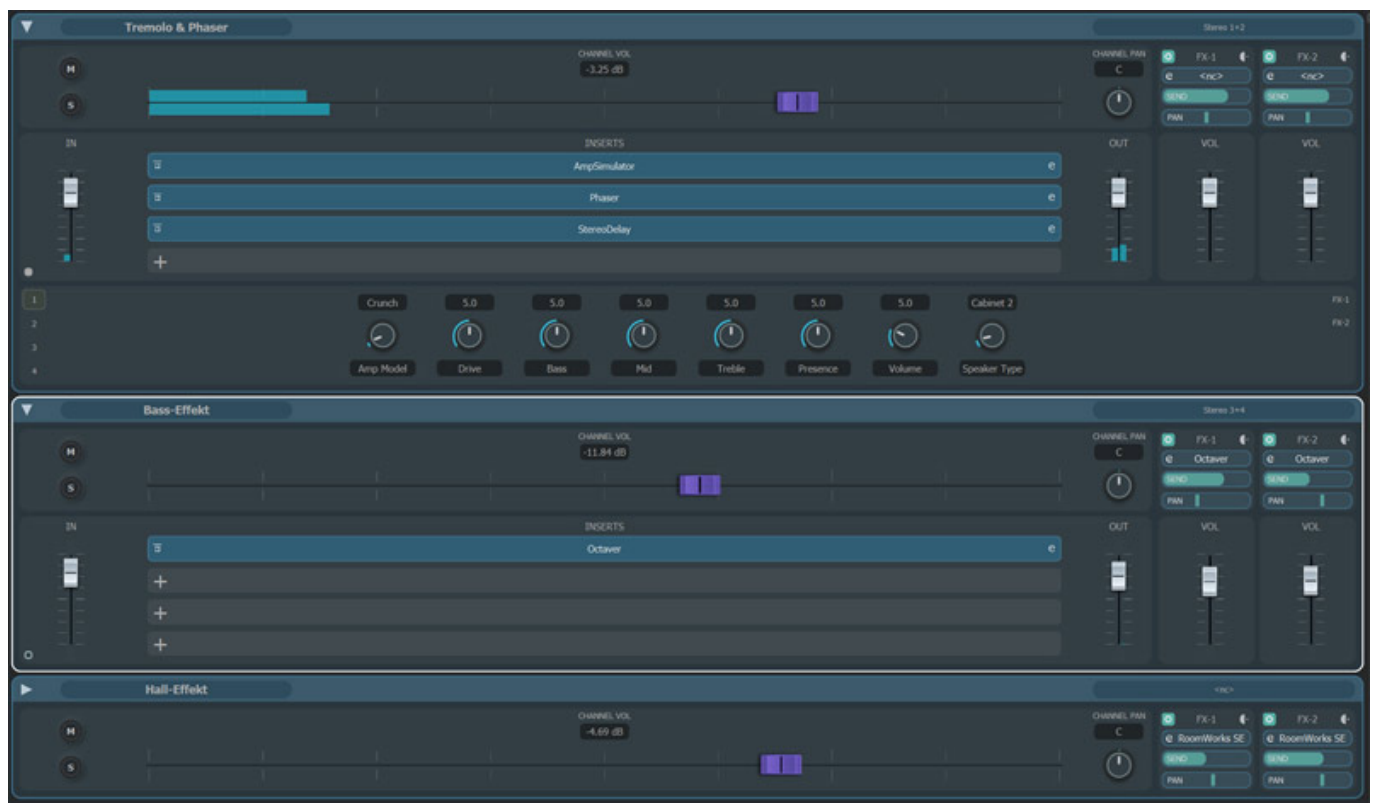 Tremolo & Phaser Stereo 1+2
CHANNEL VOL CHANNEL PAN FX-1 FX-2
M -3.25 dB C e <nc> e <nc>
S SEND SEND
PAN PAN
IN INSERTS OUT VOL VOL
AmpSimulator e
Phaser e
StereoDelay e
+
1 Crunch 5.0 5.0 5.0 5.0 5.0 5.0 Cabinet 2 FX-1
2 FX-2
3
4 Amp Model Drive Bass Mid Treble Presence Volume Speaker Type
Bass-Effekt Stereo 3+4
CHANNEL VOL CHANNEL PAN FX-1 FX-2
M -11.84 dB C e Octaver e Octaver
S SEND SEND
PAN PAN
IN INSERTS OUT VOL VOL
Octaver e
+
+
+
Hall-Effekt <nc>
CHANNEL VOL CHANNEL PAN FX-1 FX-2
M -4.69 dB C e RoomWorks SE e RoomWorks SE
S SEND SEND
PAN PAN